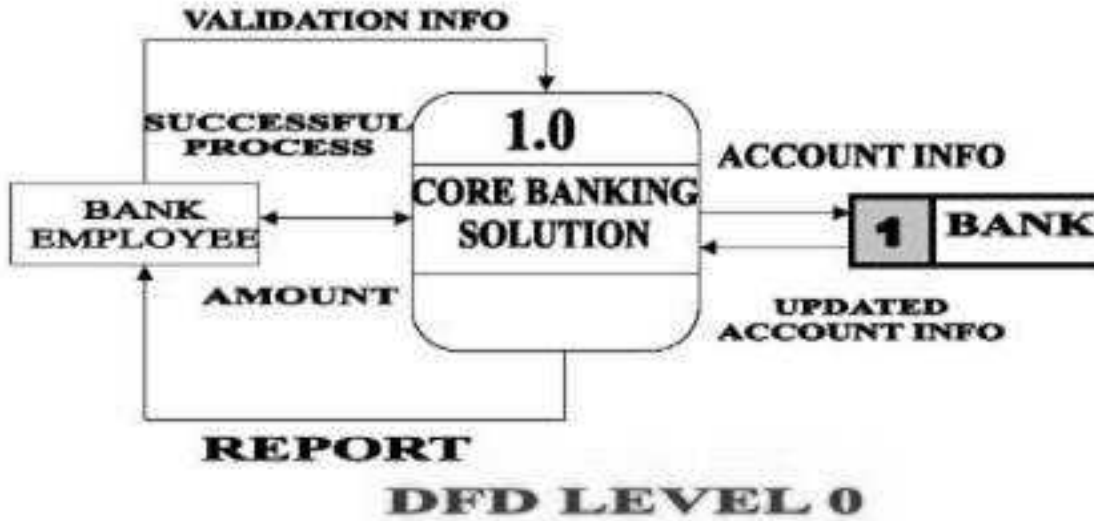 VALIDATION INFO
SUCCESSFUL
PROCESS
1.0
ACCOUNT INFO
CORE BANKING
SOLUTION
BANK
EMPLOYEE
1
BANK
AMOUNT
UPDATED
ACCOUNT INFO
REPORT
DFD LEVEL 0